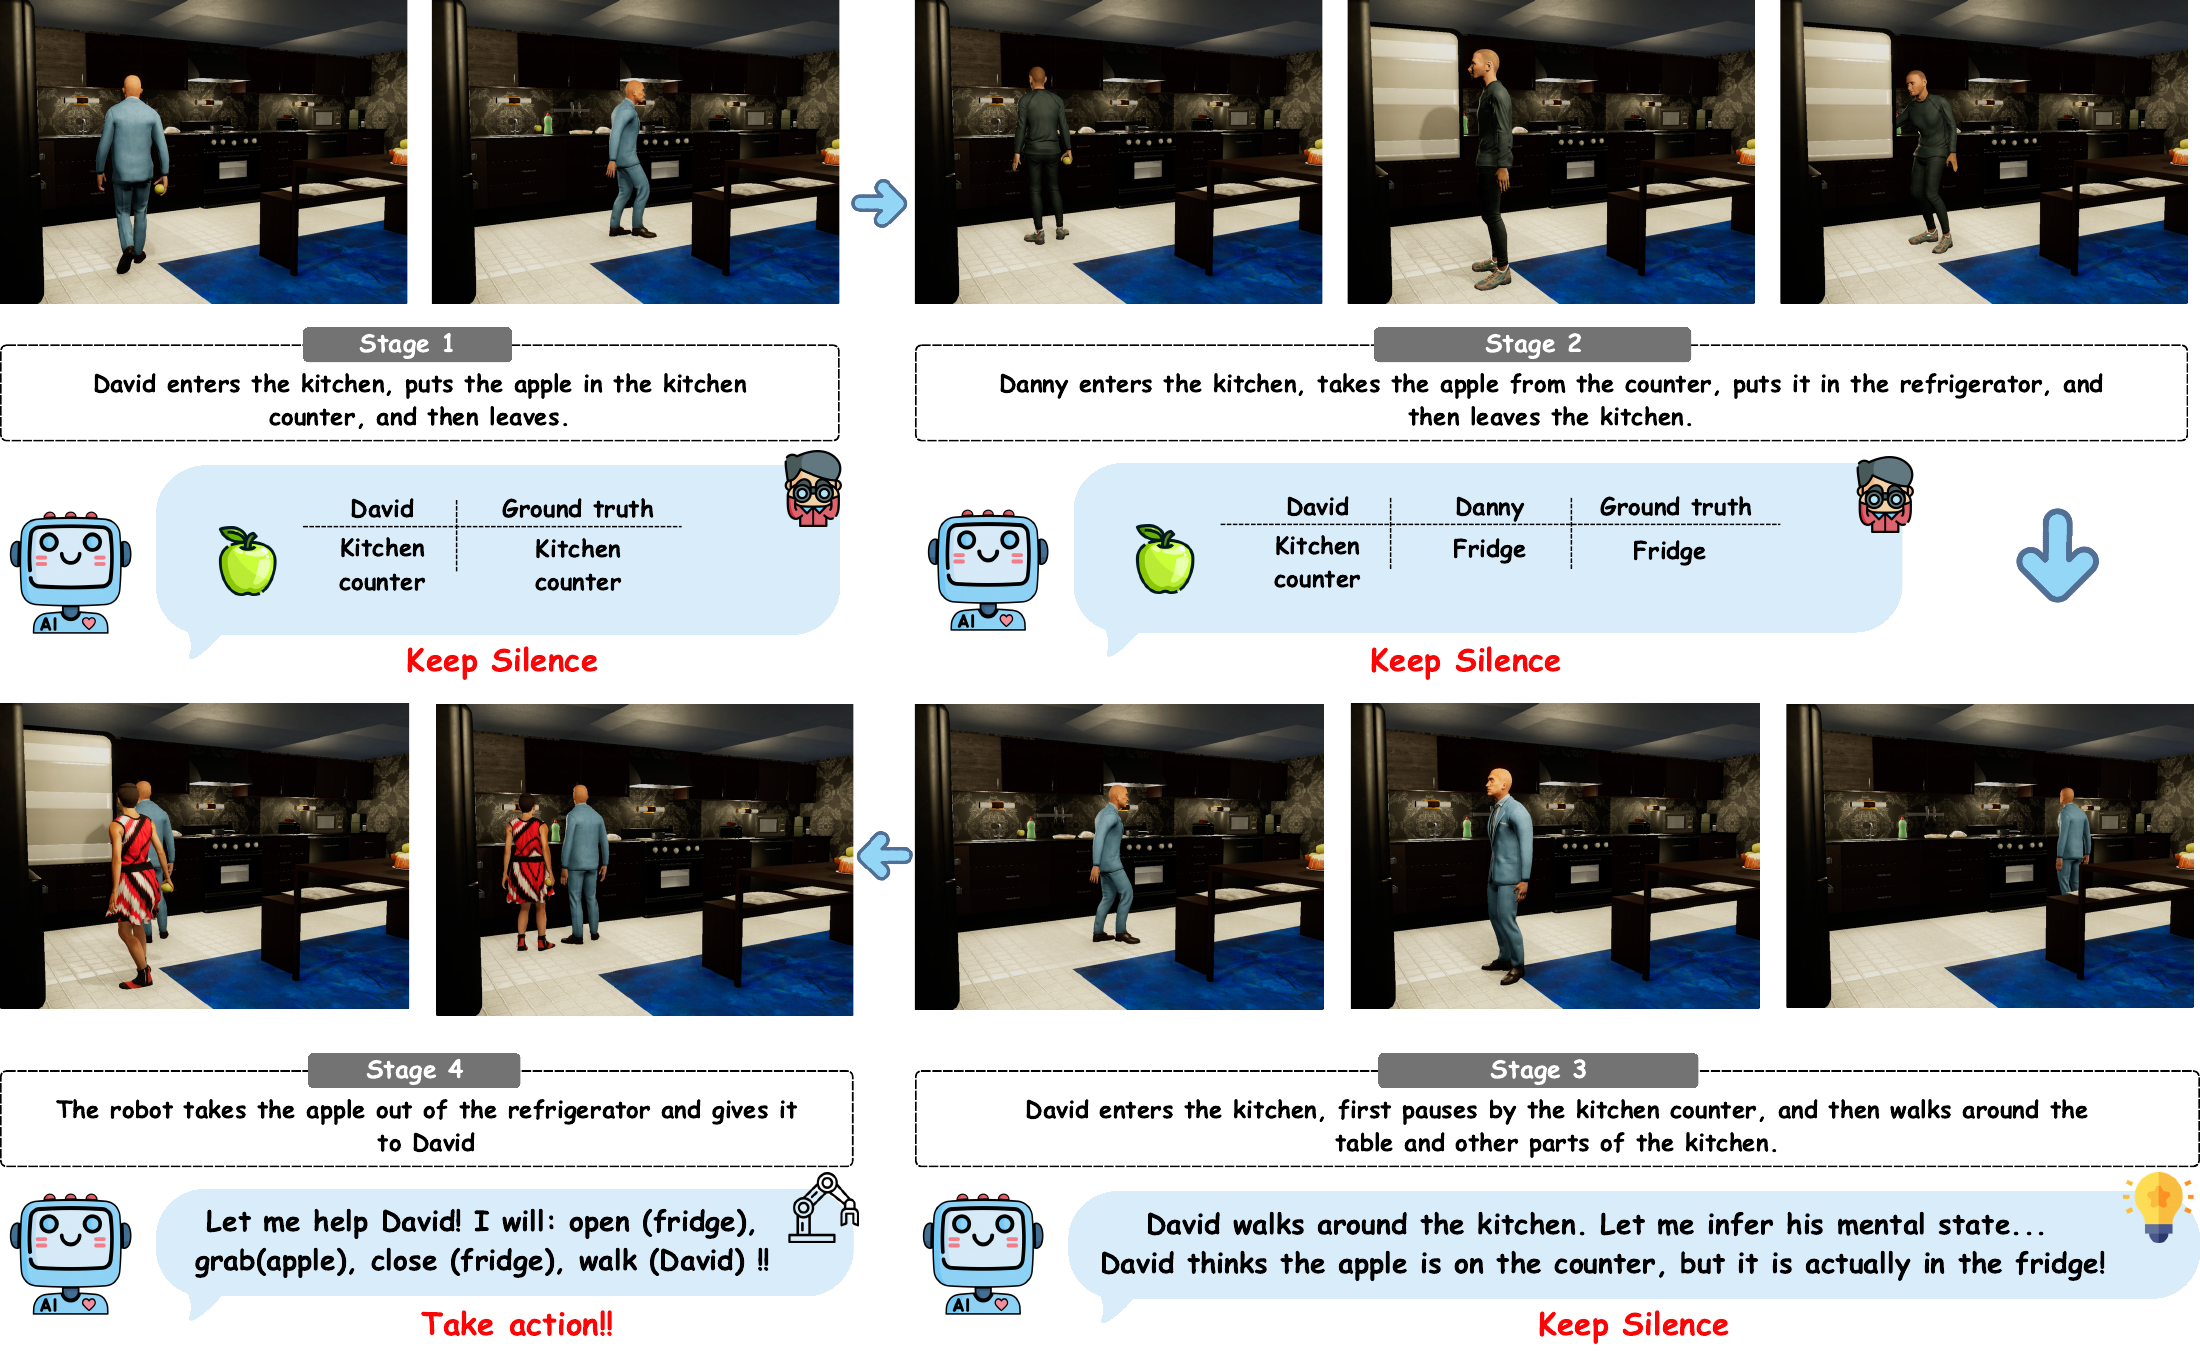 Stage 1
David enters the kitchen, puts the apple in the kitchen
counter, and then leaves.
David
Ground truth
Kitchen
counter
Kitchen
counter
AI
Keep Silence
Stage 2
Danny enters the kitchen, takes the apple from the counter, puts it in the refrigerator, and
then leaves the kitchen.
David
Danny
Ground truth
Kitchen
counter
Fridge
Fridge
AI
Keep Silence
Stage 3
David enters the kitchen, first pauses by the kitchen counter, and then walks around the
table and other parts of the kitchen.
David walks around the kitchen. Let me infer his mental state...
David thinks the apple is on the counter, but it is actually in the fridge!
AI
Keep Silence
Stage 4
The robot takes the apple out of the refrigerator and gives it
to David
Let me help David! I will: open (fridge),
grab(apple), close (fridge), walk (David) !!
AI
Take action!!